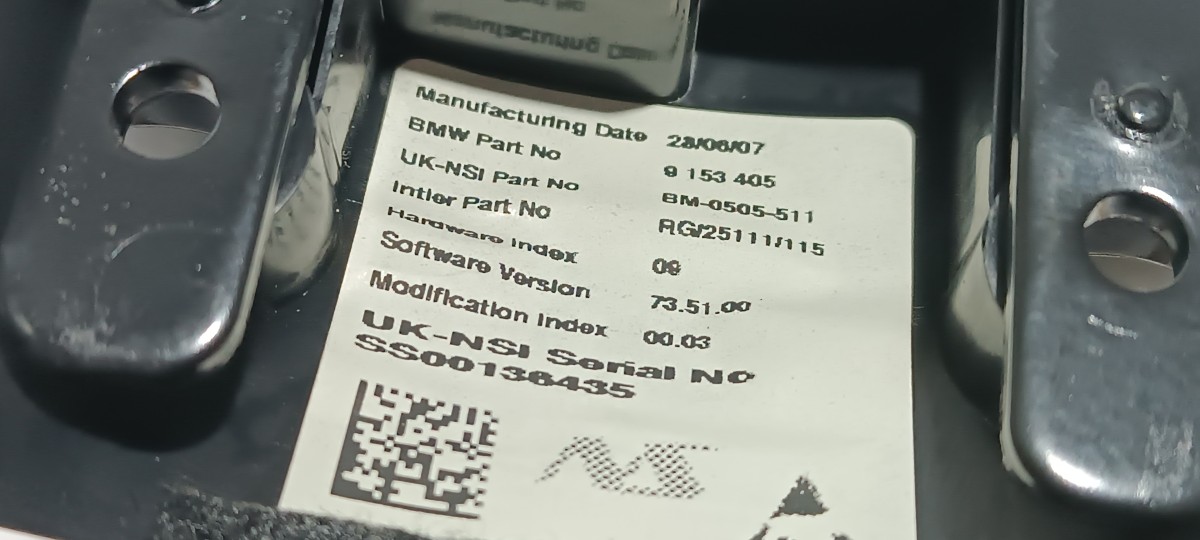 Manufacturing Date 28/06/07
BMW Part No 9 153 405
UK-NSI Part No BM-0505-511
Intier Part No RG/25111/115
Hardware Index 09
Software Version 73.51.00
Modification Index 00.03
UK-NSI Serial No
SS00136435
NS